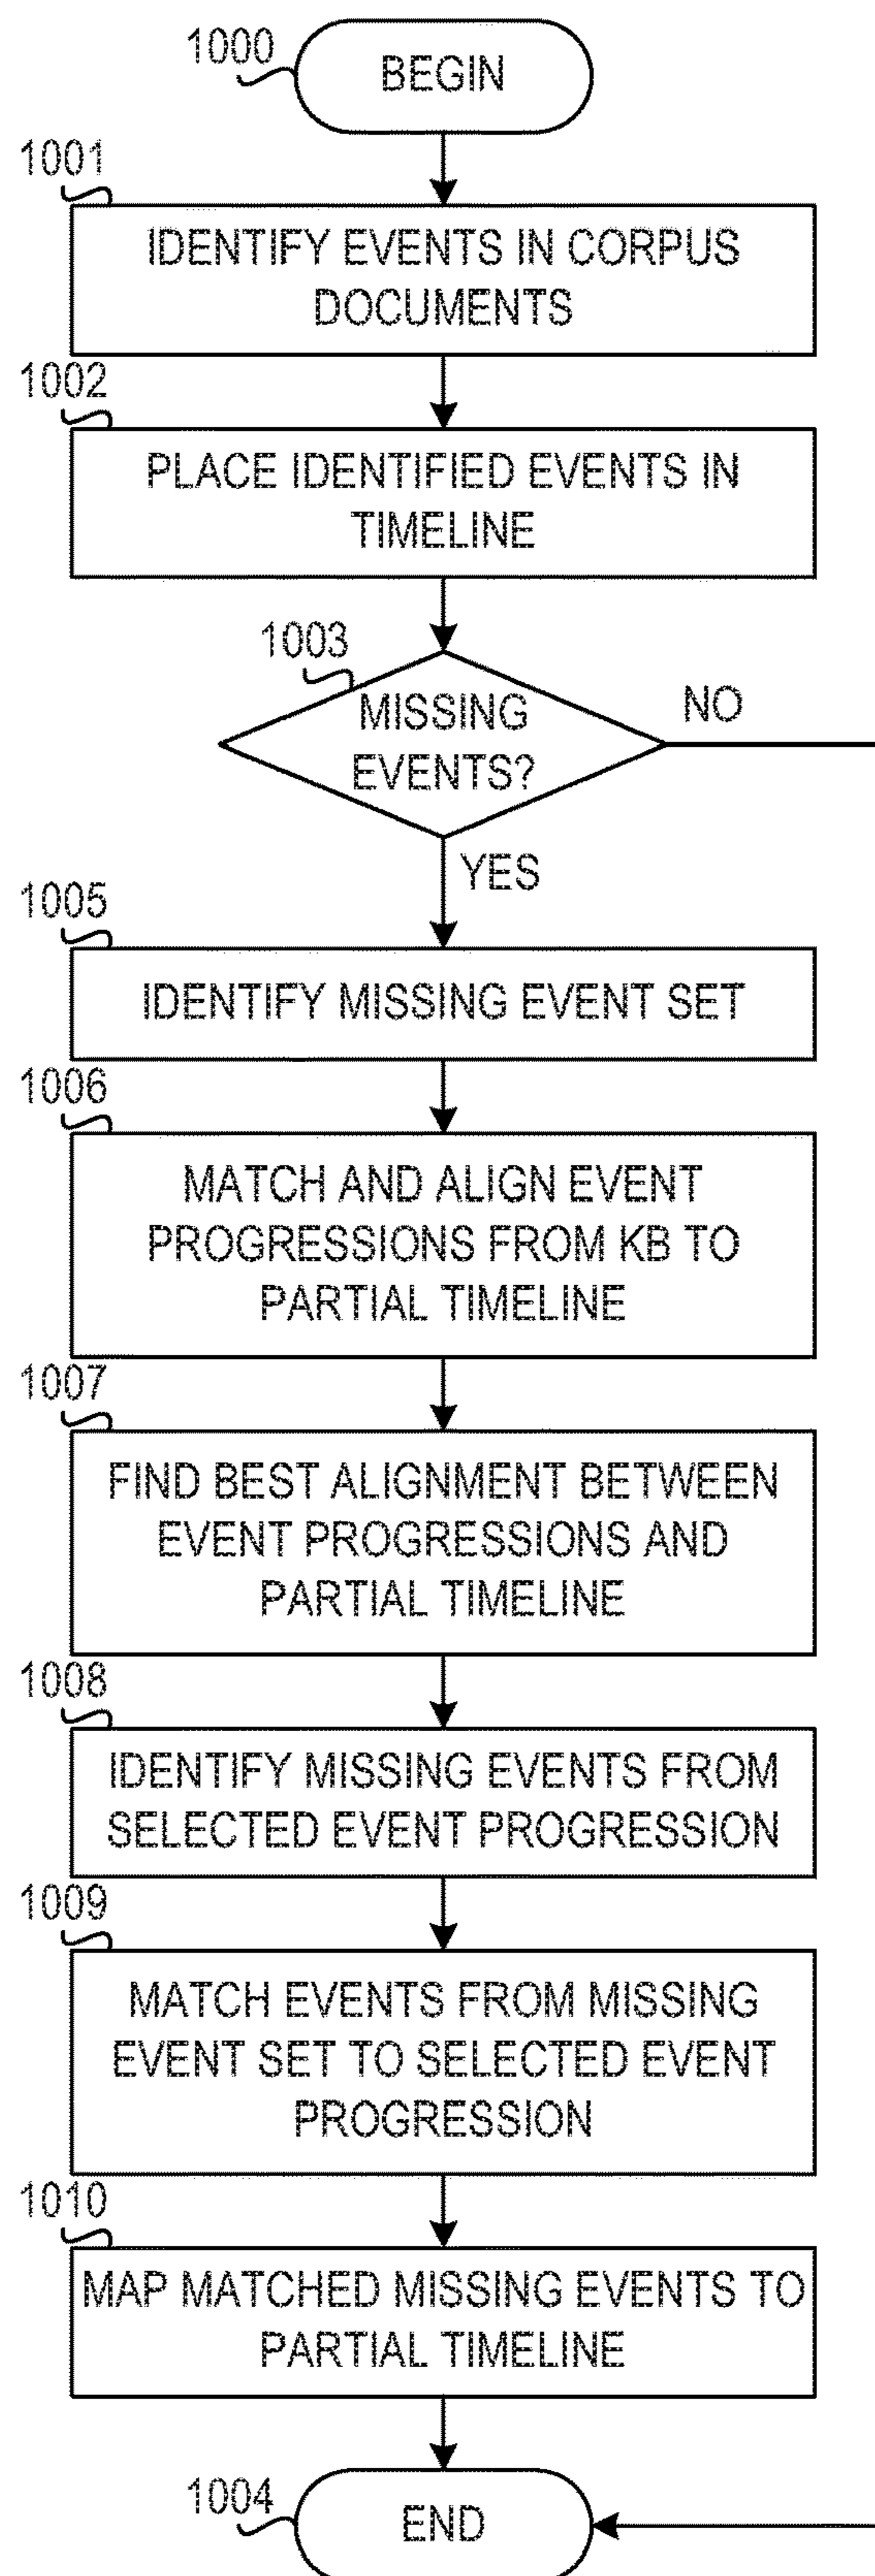 1000
BEGIN
1001
IDENTIFY EVENTS IN CORPUS
DOCUMENTS
1002
PLACE IDENTIFIED EVENTS IN
TIMELINE
1003
MISSING
EVENTS?
NO
YES
1005
IDENTIFY MISSING EVENT SET
1006
MATCH AND ALIGN EVENT
PROGRESSIONS FROM KB TO
PARTIAL TIMELINE
1007
FIND BEST ALIGNMENT BETWEEN
EVENT PROGRESSIONS AND
PARTIAL TIMELINE
1008
IDENTIFY MISSING EVENTS FROM
SELECTED EVENT PROGRESSION
1009
MATCH EVENTS FROM MISSING
EVENT SET TO SELECTED EVENT
PROGRESSION
1010
MAP MATCHED MISSING EVENTS TO
PARTIAL TIMELINE
1004
END